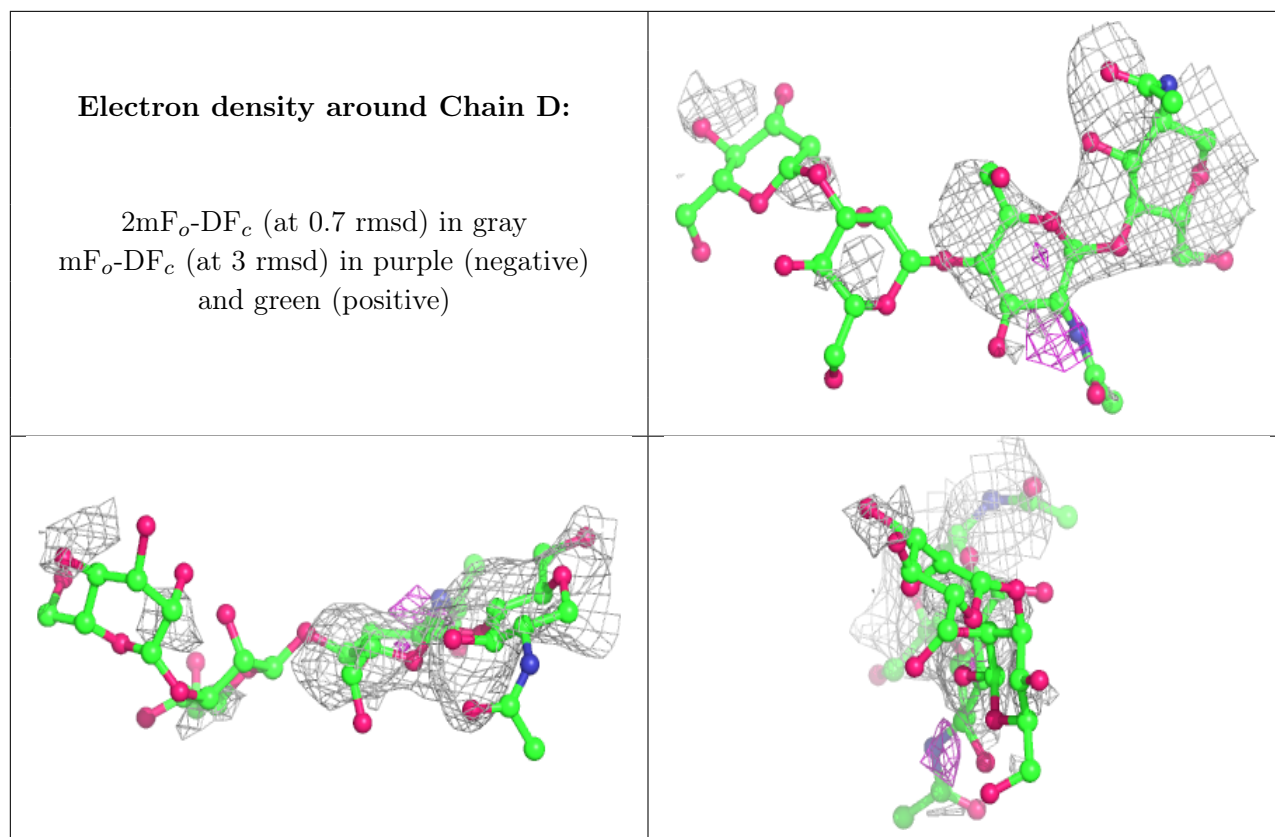 Electron density around Chain D:
2mFₒ-DF𝒸 (at 0.7 rmsd) in gray
mFₒ-DF𝒸 (at 3 rmsd) in purple (negative)
and green (positive)